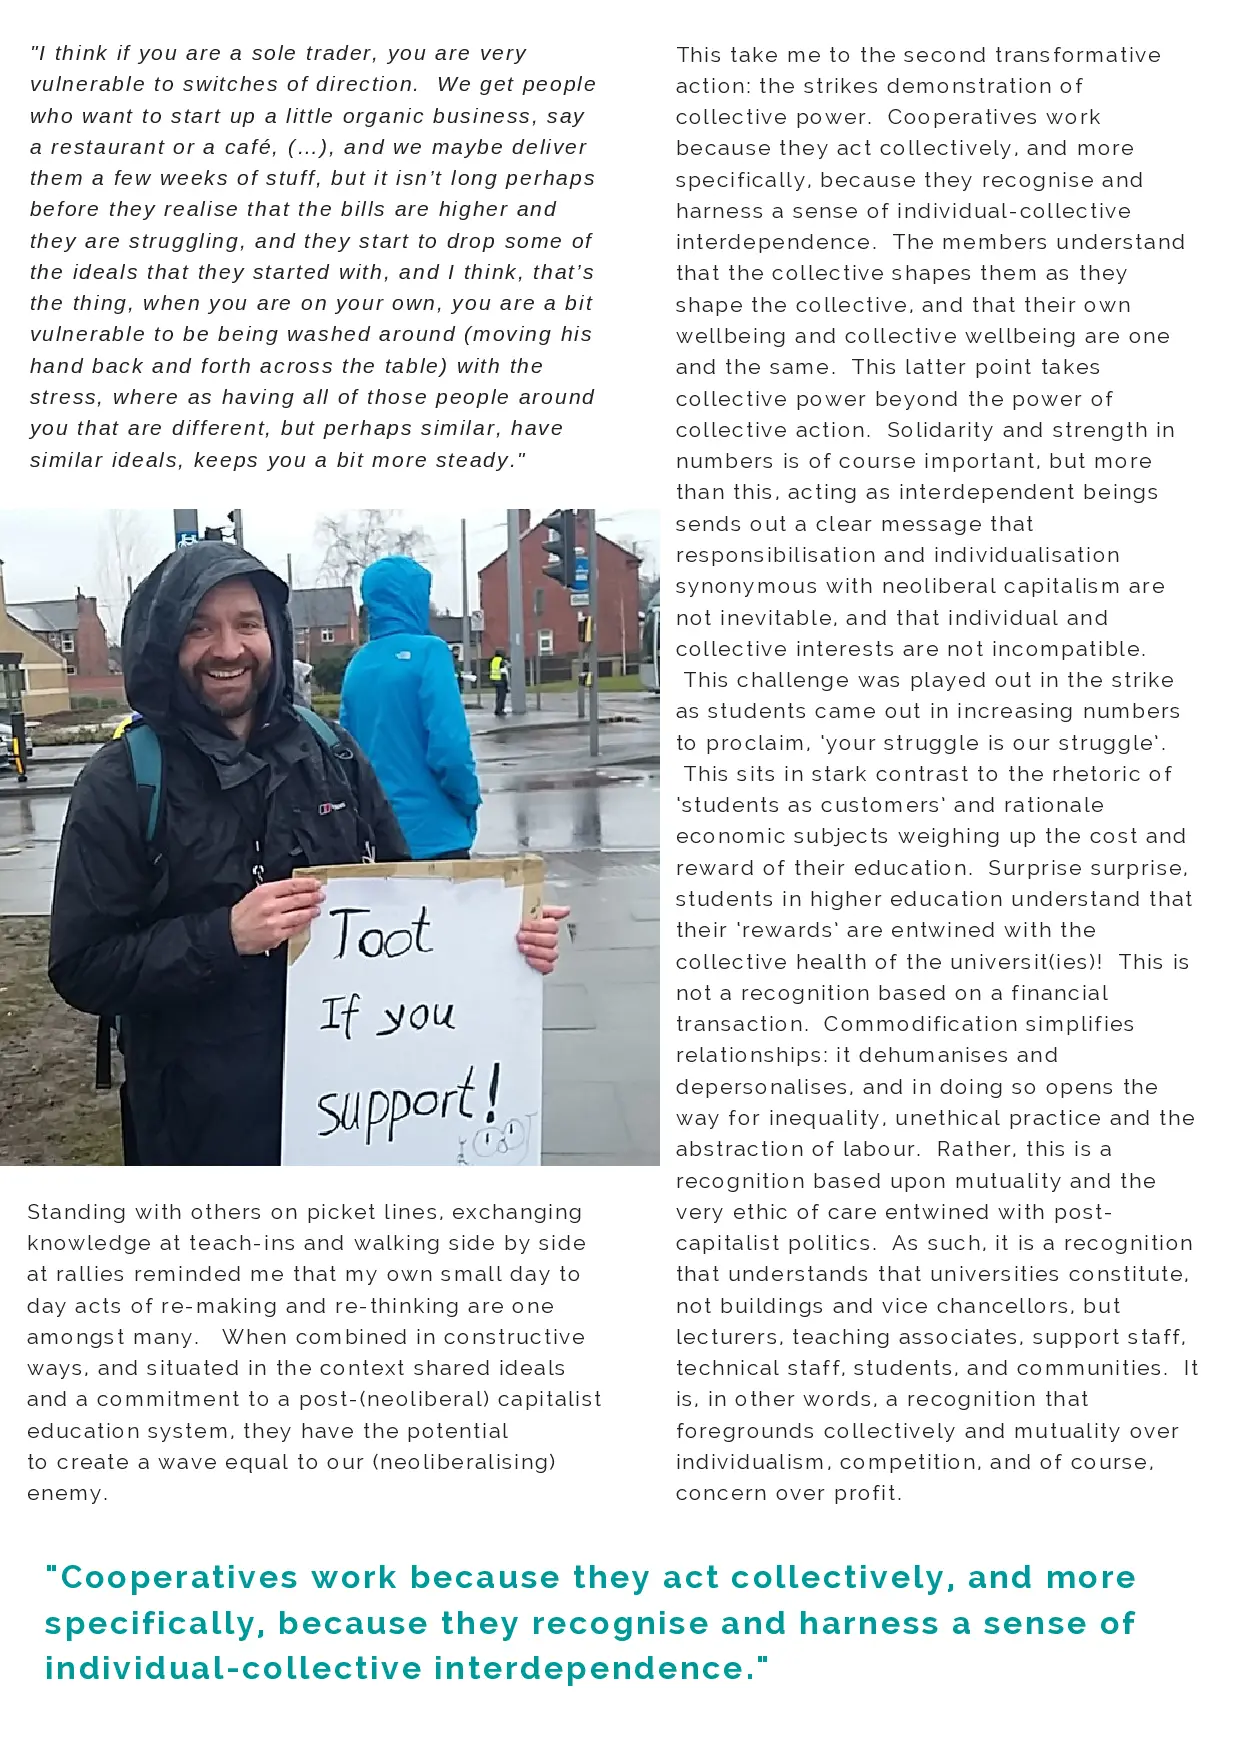 "I think if you are a sole trader, you are very
vulnerable to switches of direction.  We get people
who want to start up a little organic business, say
a restaurant or a café, (…), and we maybe deliver
them a few weeks of stuff, but it isn’t long perhaps
before they realise that the bills are higher and
they are struggling, and they start to drop some of
the ideals that they started with, and I think, that’s
the thing, when you are on your own, you are a bit
vulnerable to be being washed around (moving his
hand back and forth across the table) with the
stress, where as having all of those people around
you that are different, but perhaps similar, have
similar ideals, keeps you a bit more steady."
Toot
If you
support!
Standing with others on picket lines, exchanging
knowledge at teach-ins and walking side by side
at rallies reminded me that my own small day to
day acts of re-making and re-thinking are one
amongst many.   When combined in constructive
ways, and situated in the context shared ideals
and a commitment to a post-(neoliberal) capitalist
education system, they have the potential
to create a wave equal to our (neoliberalising)
enemy.
This take me to the second transformative
action: the strikes demonstration of
collective power.  Cooperatives work
because they act collectively, and more
specifically, because they recognise and
harness a sense of individual-collective
interdependence.  The members understand
that the collective shapes them as they
shape the collective, and that their own
wellbeing and collective wellbeing are one
and the same.  This latter point takes
collective power beyond the power of
collective action.  Solidarity and strength in
numbers is of course important, but more
than this, acting as interdependent beings
sends out a clear message that
responsibilisation and individualisation
synonymous with neoliberal capitalism are
not inevitable, and that individual and
collective interests are not incompatible.
This challenge was played out in the strike
as students came out in increasing numbers
to proclaim, ‘your struggle is our struggle’.
This sits in stark contrast to the rhetoric of
‘students as customers’ and rationale
economic subjects weighing up the cost and
reward of their education.  Surprise surprise,
students in higher education understand that
their ‘rewards’ are entwined with the
collective health of the universit(ies)!  This is
not a recognition based on a financial
transaction.  Commodification simplifies
relationships: it dehumanises and
depersonalises, and in doing so opens the
way for inequality, unethical practice and the
abstraction of labour.  Rather, this is a
recognition based upon mutuality and the
very ethic of care entwined with post-
capitalist politics.  As such, it is a recognition
that understands that universities constitute,
not buildings and vice chancellors, but
lecturers, teaching associates, support staff,
technical staff, students, and communities.  It
is, in other words, a recognition that
foregrounds collectively and mutuality over
individualism, competition, and of course,
concern over profit.
"Cooperatives work because they act collectively, and more
specifically, because they recognise and harness a sense of
individual-collective interdependence."